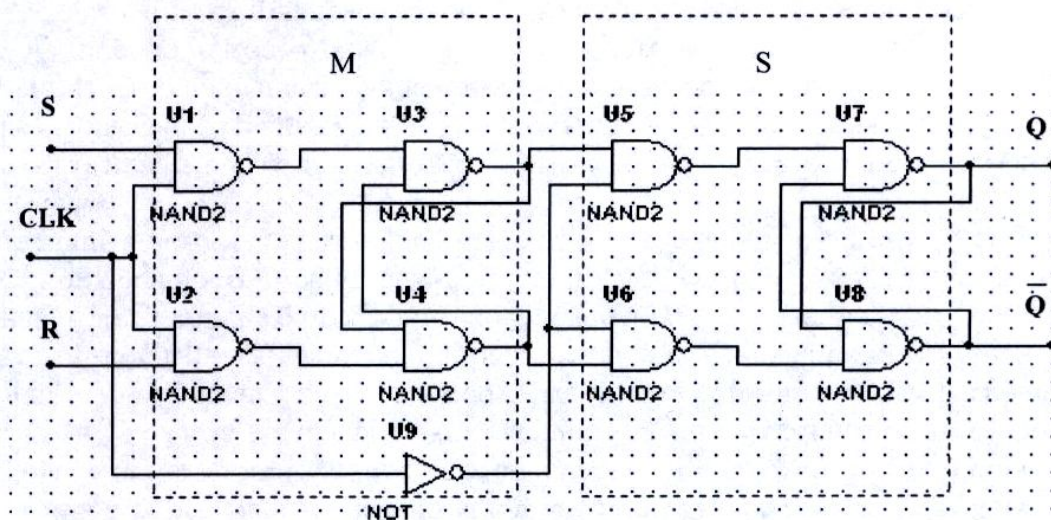 M
S
S
U1
U3
U5
U7
Q
NAND2
NAND2
NAND2
NAND2
CLK
U2
U4
U6
U8
Q̅
R
NAND2
NAND2
NAND2
NAND2
U9
NOT